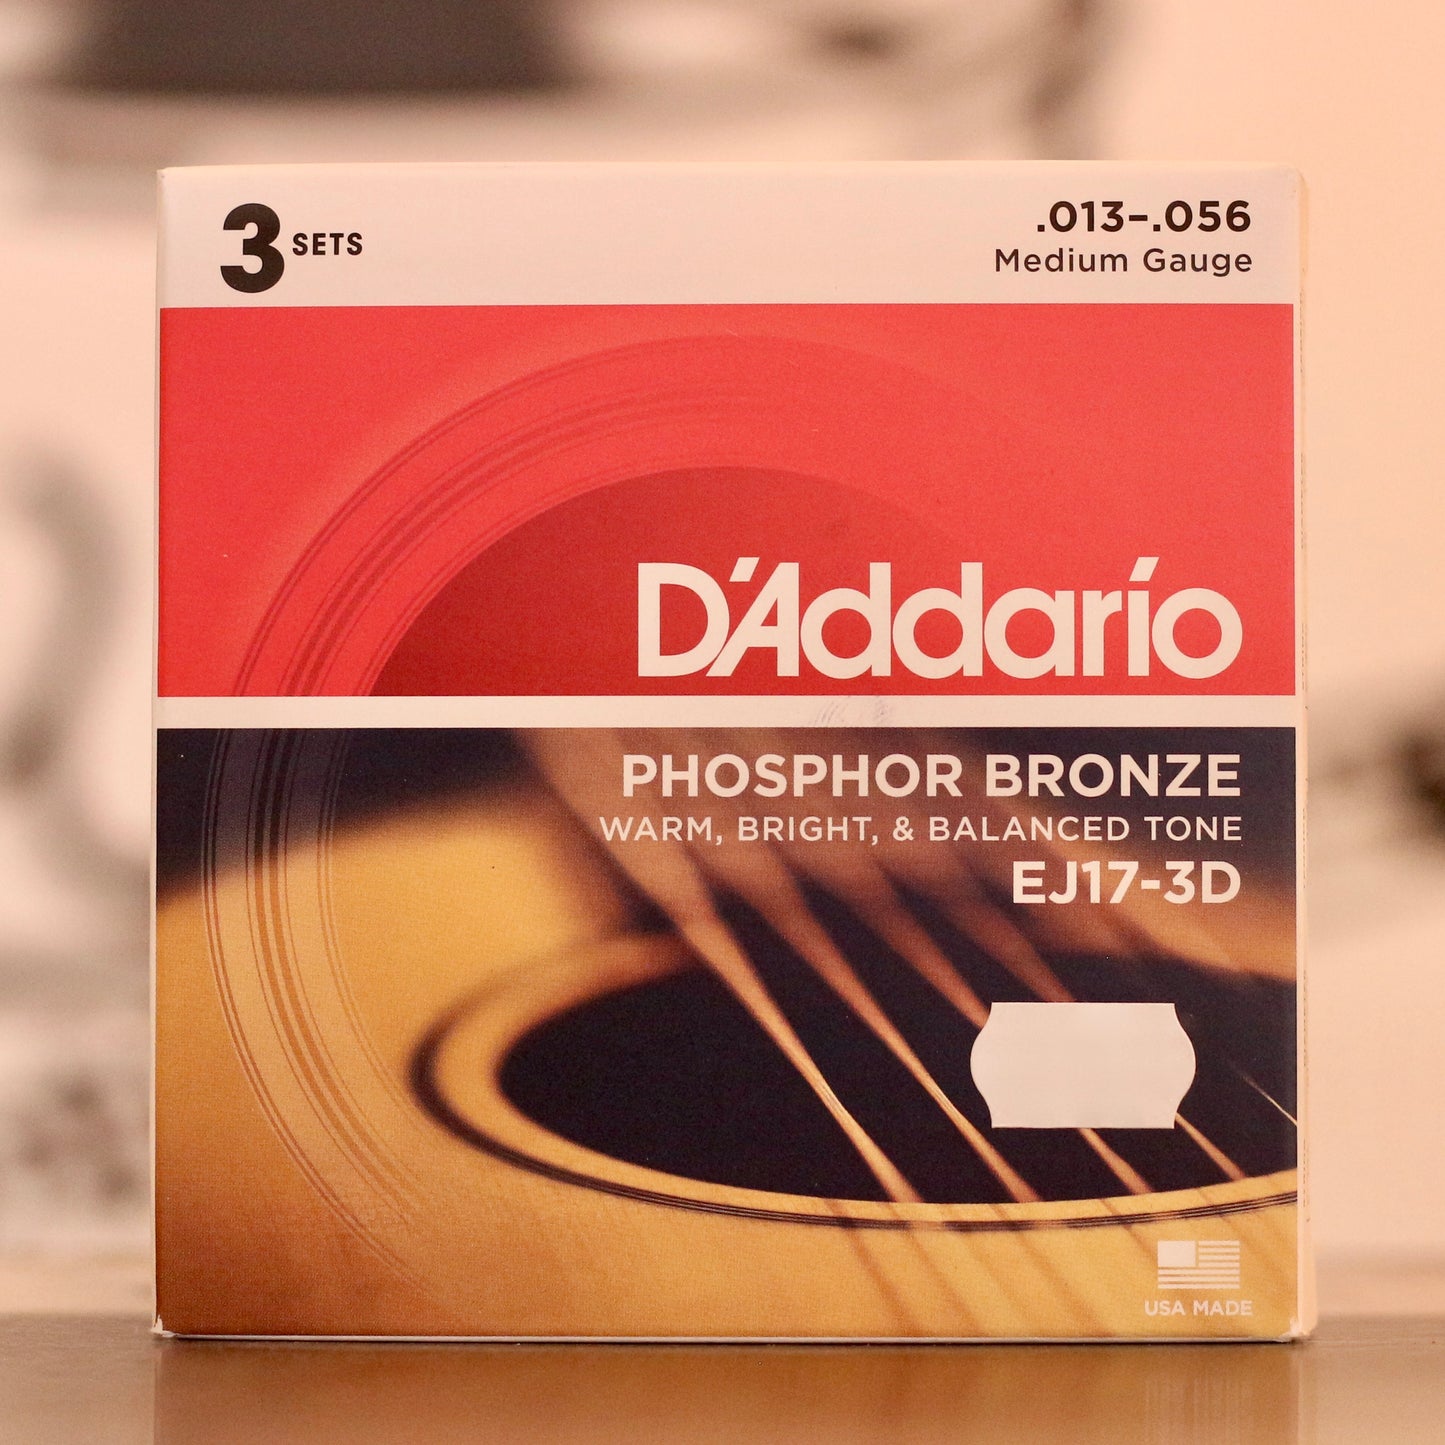 3 SETS
.013–.056
Medium Gauge
D'Addario
PHOSPHOR BRONZE
WARM, BRIGHT, & BALANCED TONE
EJ17-3D
USA MADE